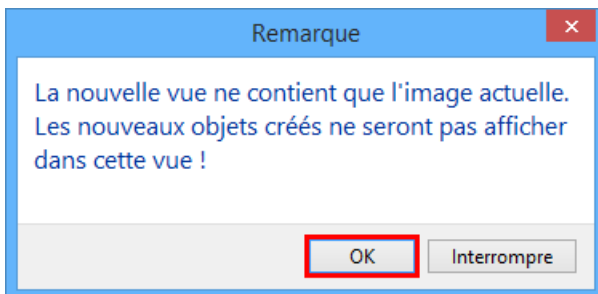 Remarque
La nouvelle vue ne contient que l'image actuelle.
Les nouveaux objets créés ne seront pas afficher
dans cette vue !
OK
Interrompre